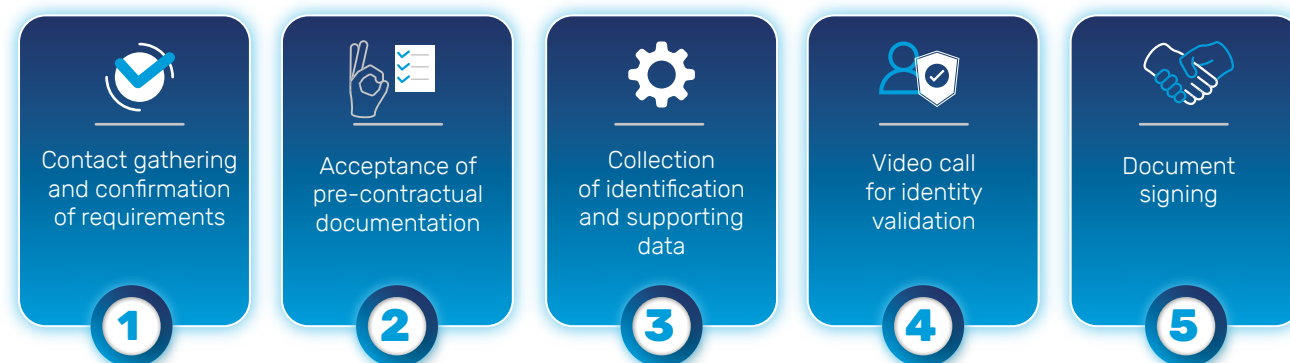 Contact gathering
and confirmation
of requirements
1
Acceptance of
pre-contractual
documentation
2
Collection
of identification
and supporting
data
3
Video call
for identity
validation
4
Document
signing
5